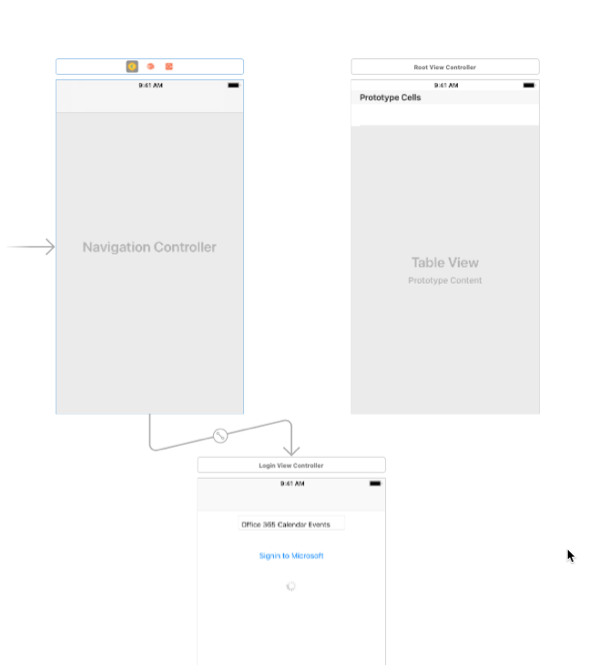 Root View Controller
9:41 AM
9:41 AM
Prototype Cells
Navigation Controller
Table View
Prototype Content
Login View Controller
9:41 AM
Office 365 Calendar Events
Signin to Microsoft